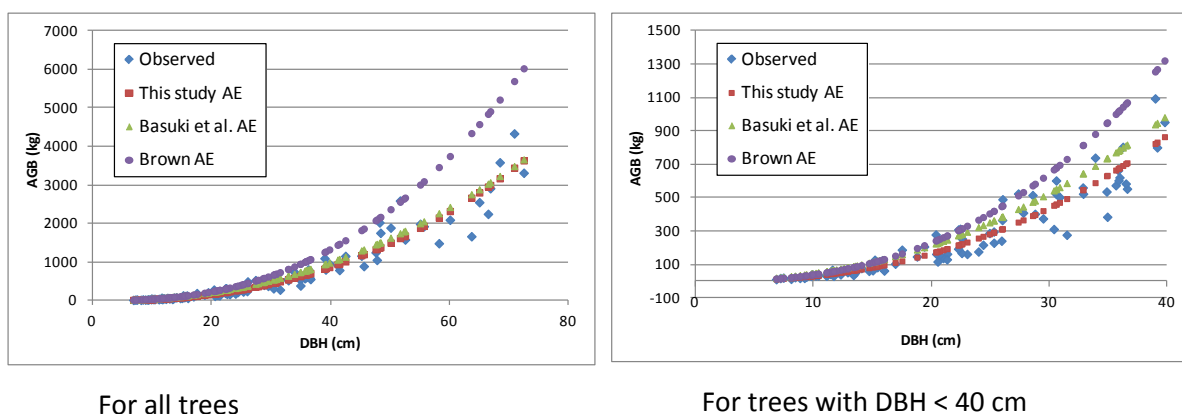 7000
6000
5000
4000
3000
2000
1000
0
AGB (kg)
Observed
This study AE
Basuki et al. AE
Brown AE
0 20 40 60 80
DBH (cm)
For all trees
1500
1300
1100
900
700
500
300
100
-100
AGB (kg)
Observed
This study AE
Basuki et al. AE
Brown AE
0 10 20 30 40
DBH (cm)
For trees with DBH < 40 cm